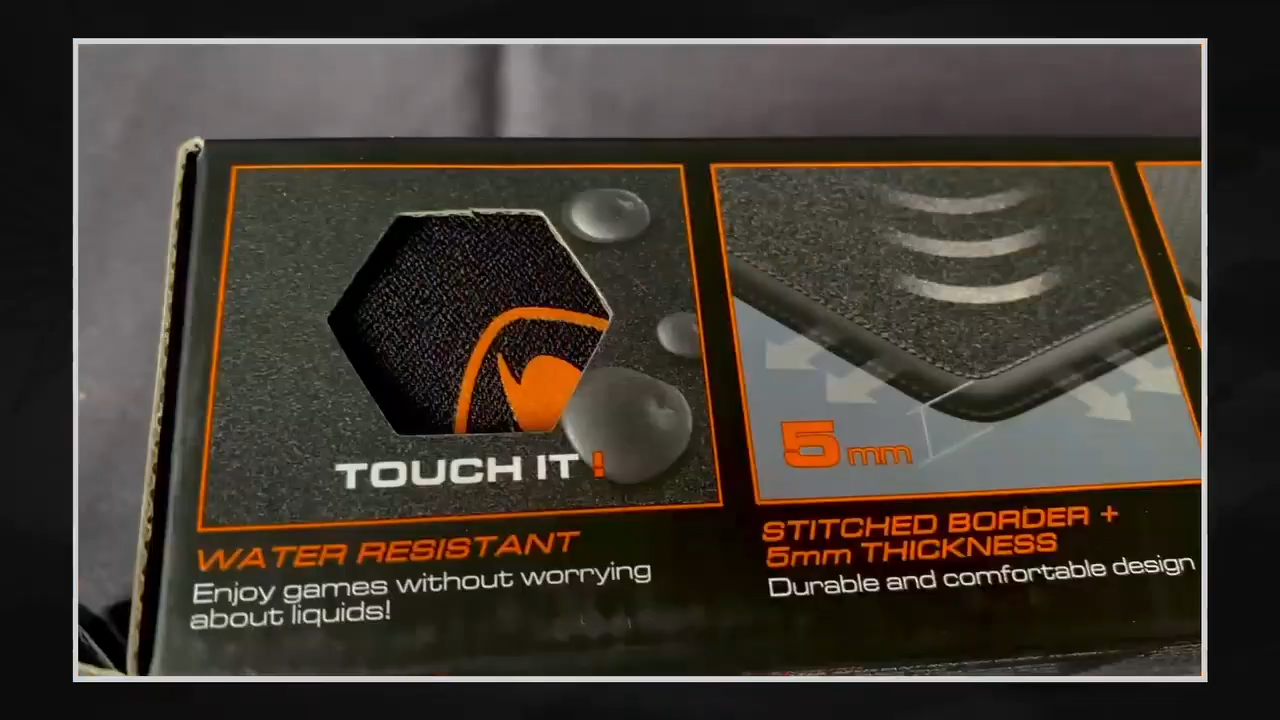 TOUCH IT!
WATER RESISTANT
Enjoy games without worrying
about liquids!
5mm
STITCHED BORDER +
5mm THICKNESS
Durable and comfortable design